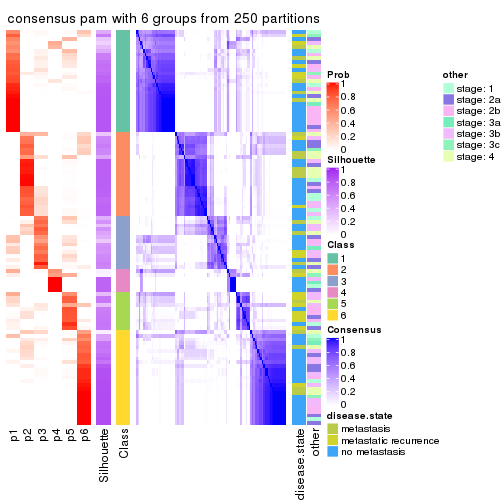 consensus pam with 6 groups from 250 partitions
Prob
1
0.8
0.6
0.4
0.2
0
Silhouette
1
0.8
0.6
0.4
0.2
0
Class
1
2
3
4
5
6
Consensus
1
0.8
0.6
0.4
0.2
0
disease.state
metastasis
metastatic recurrence
no metastasis
other
stage: 1
stage: 2a
stage: 2b
stage: 3a
stage: 3b
stage: 3c
stage: 4
p1
p2
p3
p4
p5
p6
Silhouette
Class
disease.state
other